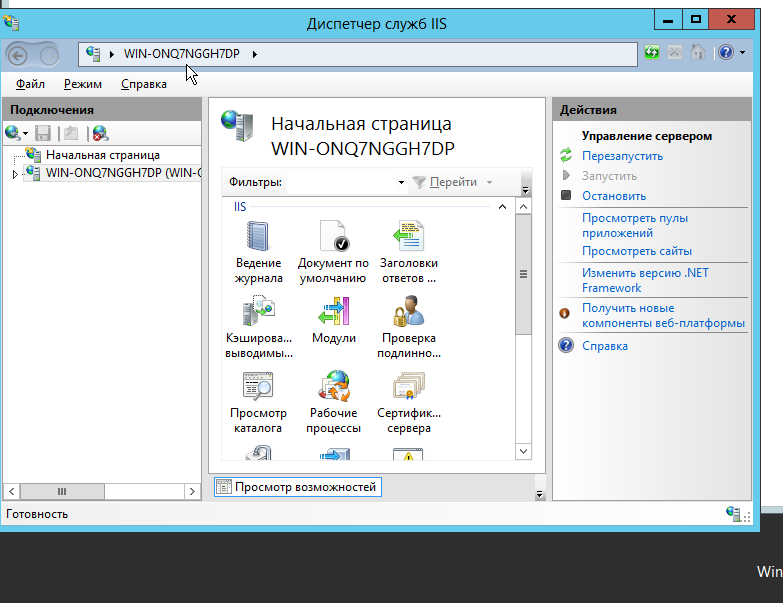 Диспетчер служб IIS
WIN-ONQ7NGGH7DP
Файл Режим Справка
Подключения
Начальная страница
WIN-ONQ7NGGH7DP (WIN-
Начальная страница
WIN-ONQ7NGGH7DP
Фильтры: Перейти
IIS
Ведение журнала
Документ по умолчанию
Заголовки ответов ...
Кэширова... выводимы...
Модули
Проверка подлинно...
Просмотр каталога
Рабочие процессы
Сертифик... сервера
Просмотр возможностей
Действия
Управление сервером
Перезапустить
Запустить
Остановить
Просмотреть пулы
приложений
Просмотреть сайты
Изменить версию .NET
Framework
Получить новые
компоненты веб-платформы
Справка
Готовность
Win